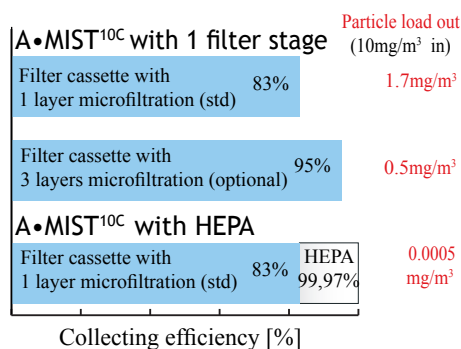 Particle load out
A•MIST¹⁰ᶜ with 1 filter stage
(10mg/m³ in)
Filter cassette with
1 layer microfiltration (std)
83%
1.7mg/m³
Filter cassette with
3 layers microfiltration (optional)
95%
0.5mg/m³
A•MIST¹⁰ᶜ with HEPA
Filter cassette with
1 layer microfiltration (std)
83%
HEPA
99,97%
0.0005
mg/m³
Collecting efficiency [%]